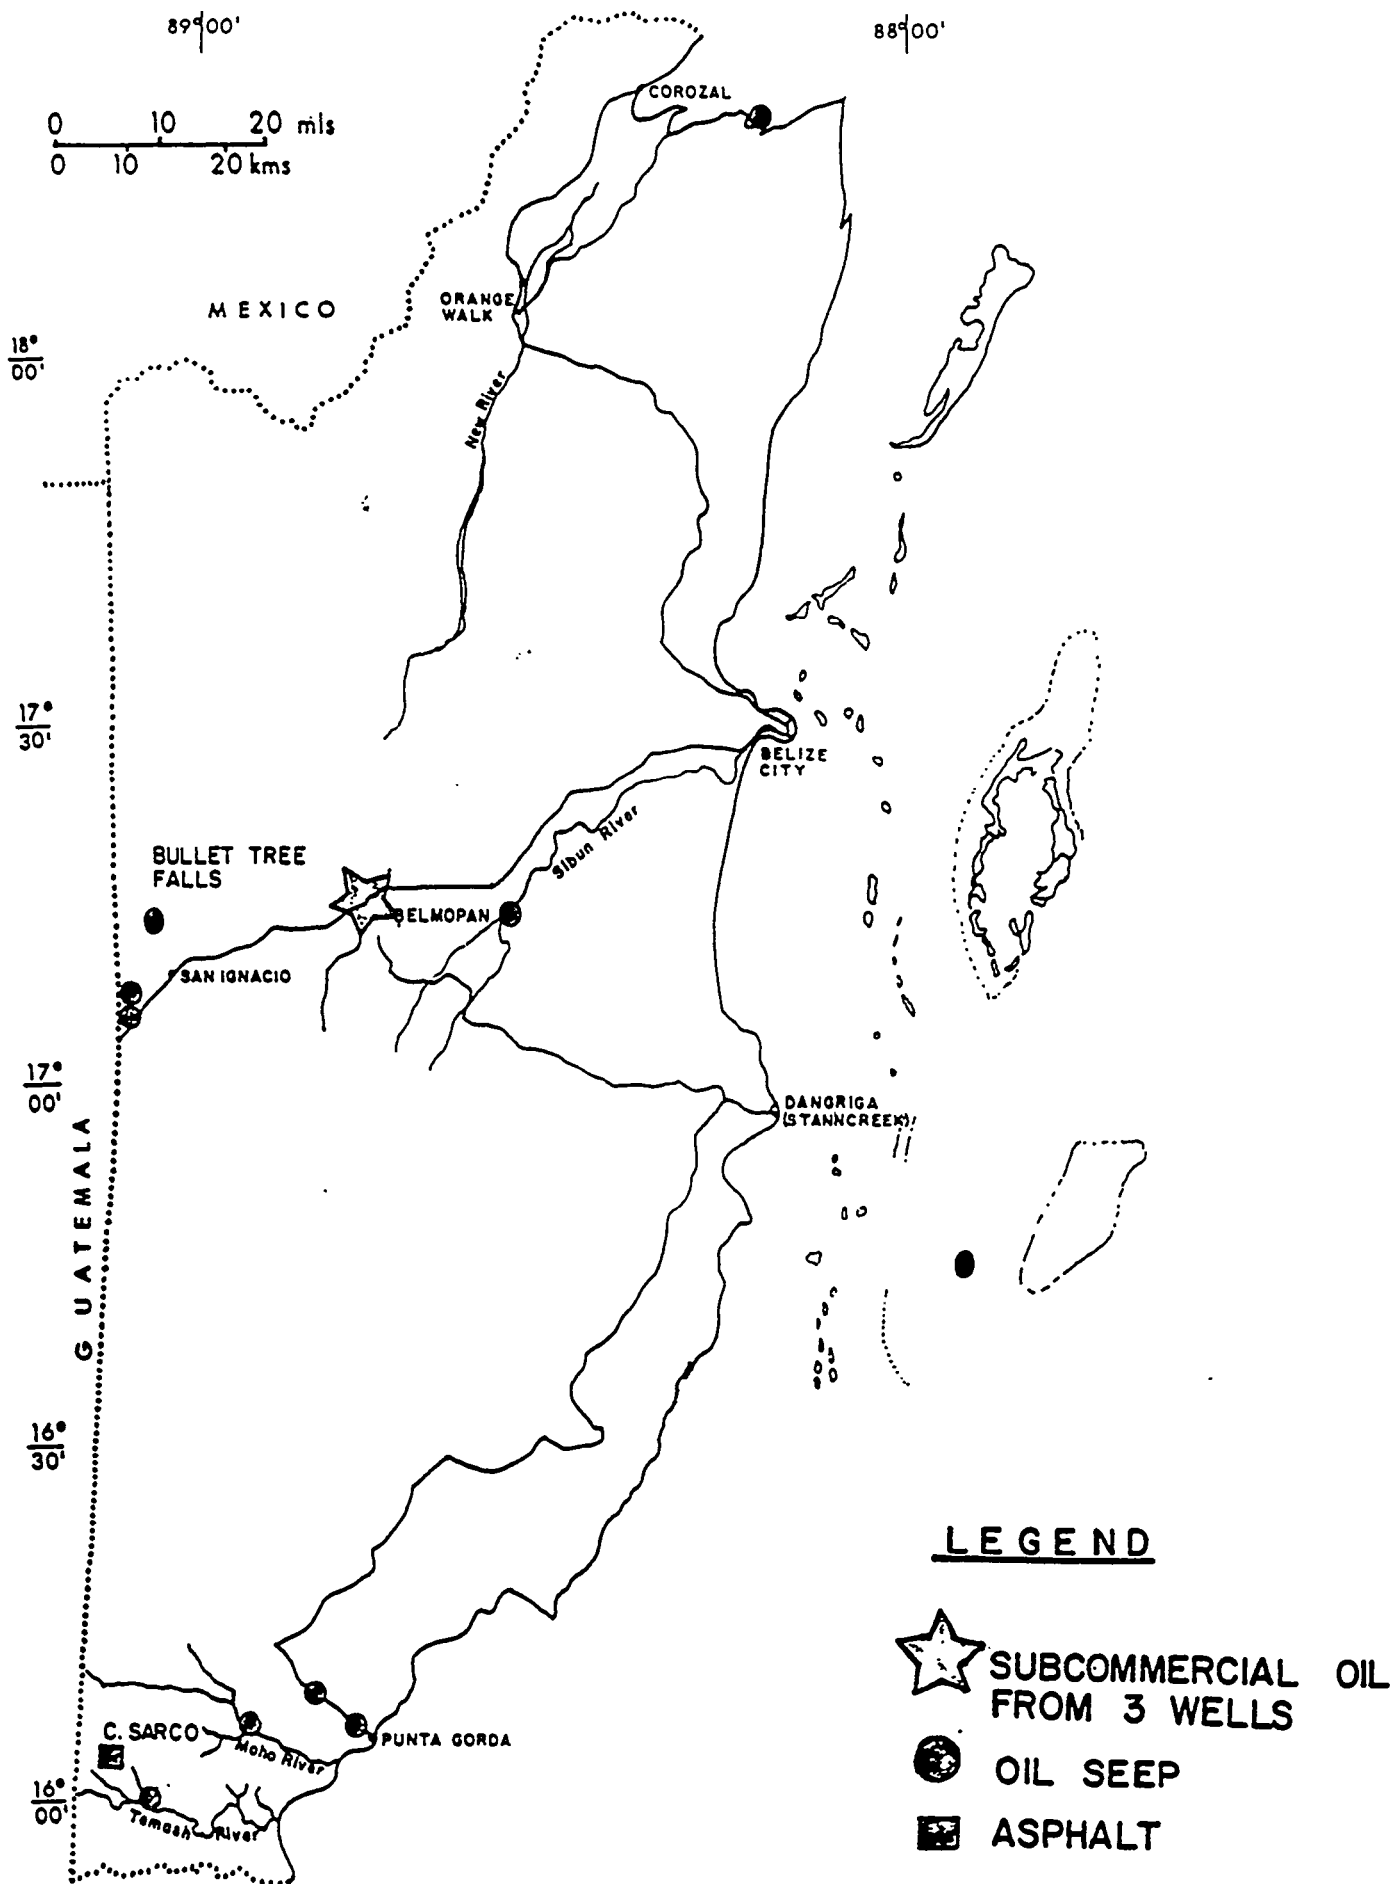 89°00'
88°00'
COROZAL
0 10 20 mls
0 10 20 kms
MEXICO
ORANGE
WALK
18°
00'
New River
17°
30'
BELIZE
CITY
Sibun River
BULLET TREE
FALLS
BELMOPAN
SAN IGNACIO
17°
00'
DANGRIGA
(STANNCREEK)
GUATEMALA
16°
30'
LEGEND
SUBCOMMERCIAL OIL
FROM 3 WELLS
OIL SEEP
ASPHALT
C. SARCO
Moho River
PUNTA GORDA
16°
00'
Temash River